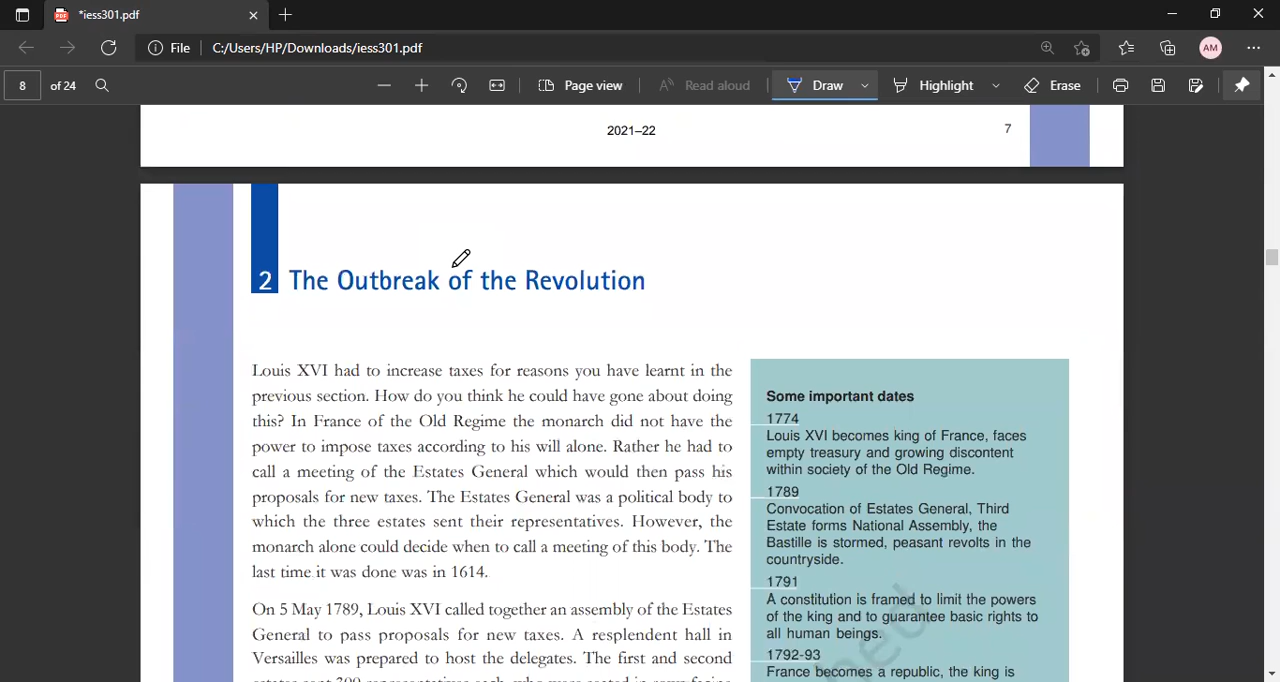 *iess301.pdf
File C:/Users/HP/Downloads/iess301.pdf
AM
8 of 24
Page view
Read aloud
Draw
Highlight
Erase
2021–22
7
2 The Outbreak of the Revolution
Louis XVI had to increase taxes for reasons you have learnt in the
previous section. How do you think he could have gone about doing
this? In France of the Old Regime the monarch did not have the
power to impose taxes according to his will alone. Rather he had to
call a meeting of the Estates General which would then pass his
proposals for new taxes. The Estates General was a political body to
which the three estates sent their representatives. However, the
monarch alone could decide when to call a meeting of this body. The
last time it was done was in 1614.
On 5 May 1789, Louis XVI called together an assembly of the Estates
General to pass proposals for new taxes. A resplendent hall in
Versailles was prepared to host the delegates. The first and second
Some important dates
1774
Louis XVI becomes king of France, faces
empty treasury and growing discontent
within society of the Old Regime.
1789
Convocation of Estates General, Third
Estate forms National Assembly, the
Bastille is stormed, peasant revolts in the
countryside.
1791
A constitution is framed to limit the powers
of the king and to guarantee basic rights to
all human beings.
1792-93
France becomes a republic, the king is